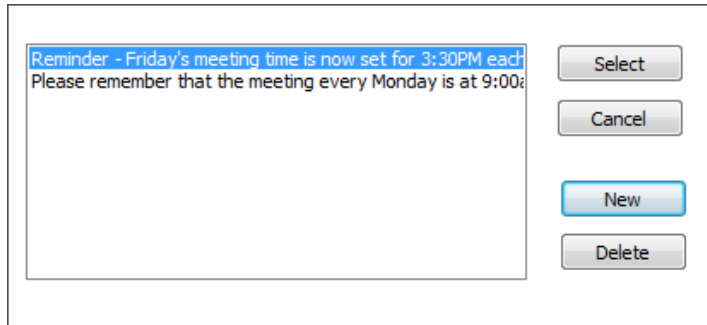 Reminder - Friday's meeting time is now set for 3:30PM each
Please remember that the meeting every Monday is at 9:00a
Select
Cancel
New
Delete